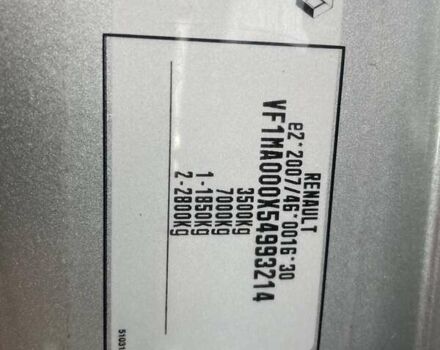 RENAULT
e2*2007/46*0016*30
VF1MA000X54993214
3500Kg
7000Kg
1-1850Kg
2-2800Kg